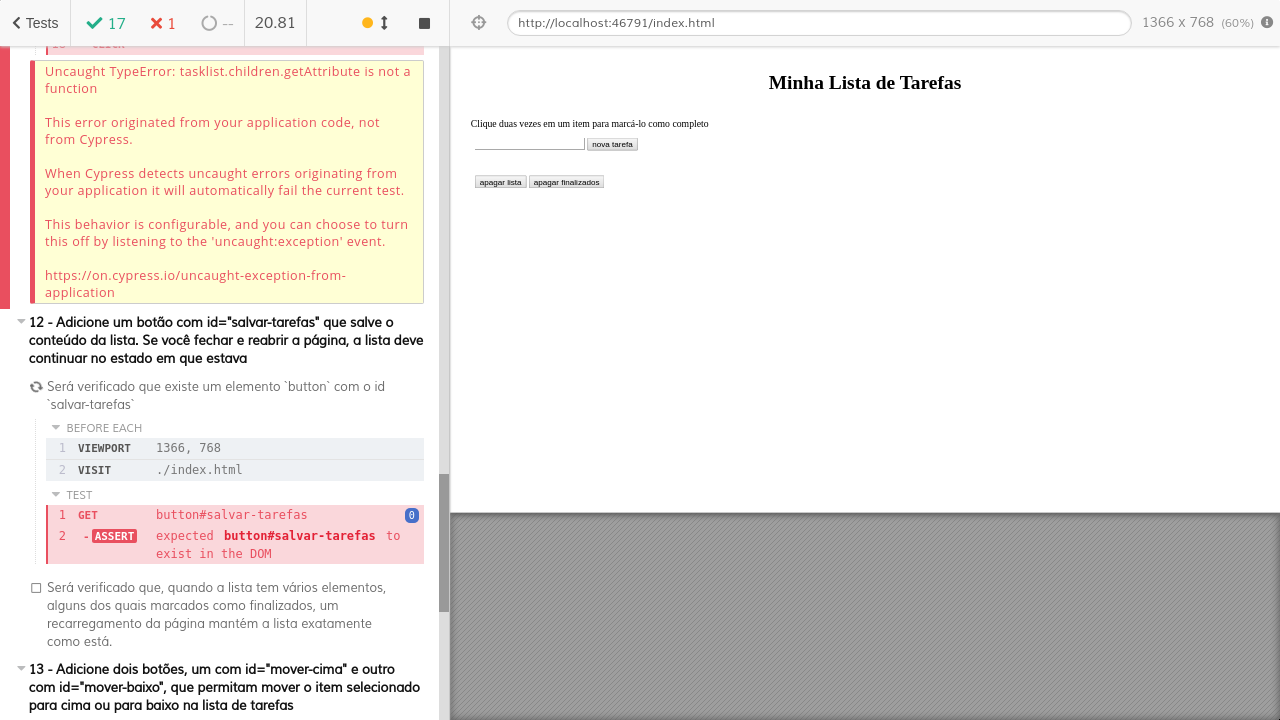 Tests
17
1
--
20.81
http://localhost:46791/index.html
1366 x 768 (60%)
Uncaught TypeError: tasklist.children.getAttribute is not a
function
This error originated from your application code, not
from Cypress.
When Cypress detects uncaught errors originating from
your application it will automatically fail the current test.
This behavior is configurable, and you can choose to turn
this off by listening to the 'uncaught:exception' event.
https://on.cypress.io/uncaught-exception-from-
application
12 - Adicione um botão com id="salvar-tarefas" que salve o
conteúdo da lista. Se você fechar e reabrir a página, a lista deve
continuar no estado em que estava
Será verificado que existe um elemento `button` com o id
`salvar-tarefas`
BEFORE EACH
1 VIEWPORT 1366, 768
2 VISIT ./index.html
TEST
1 GET button#salvar-tarefas 0
2 -ASSERT expected button#salvar-tarefas to
exist in the DOM
Será verificado que, quando a lista tem vários elementos,
alguns dos quais marcados como finalizados, um
recarregamento da página mantém a lista exatamente
como está.
13 - Adicione dois botões, um com id="mover-cima" e outro
com id="mover-baixo", que permitam mover o item selecionado
para cima ou para baixo na lista de tarefas
Minha Lista de Tarefas
Clique duas vezes em um item para marcá-lo como completo
nova tarefa
apagar lista apagar finalizados